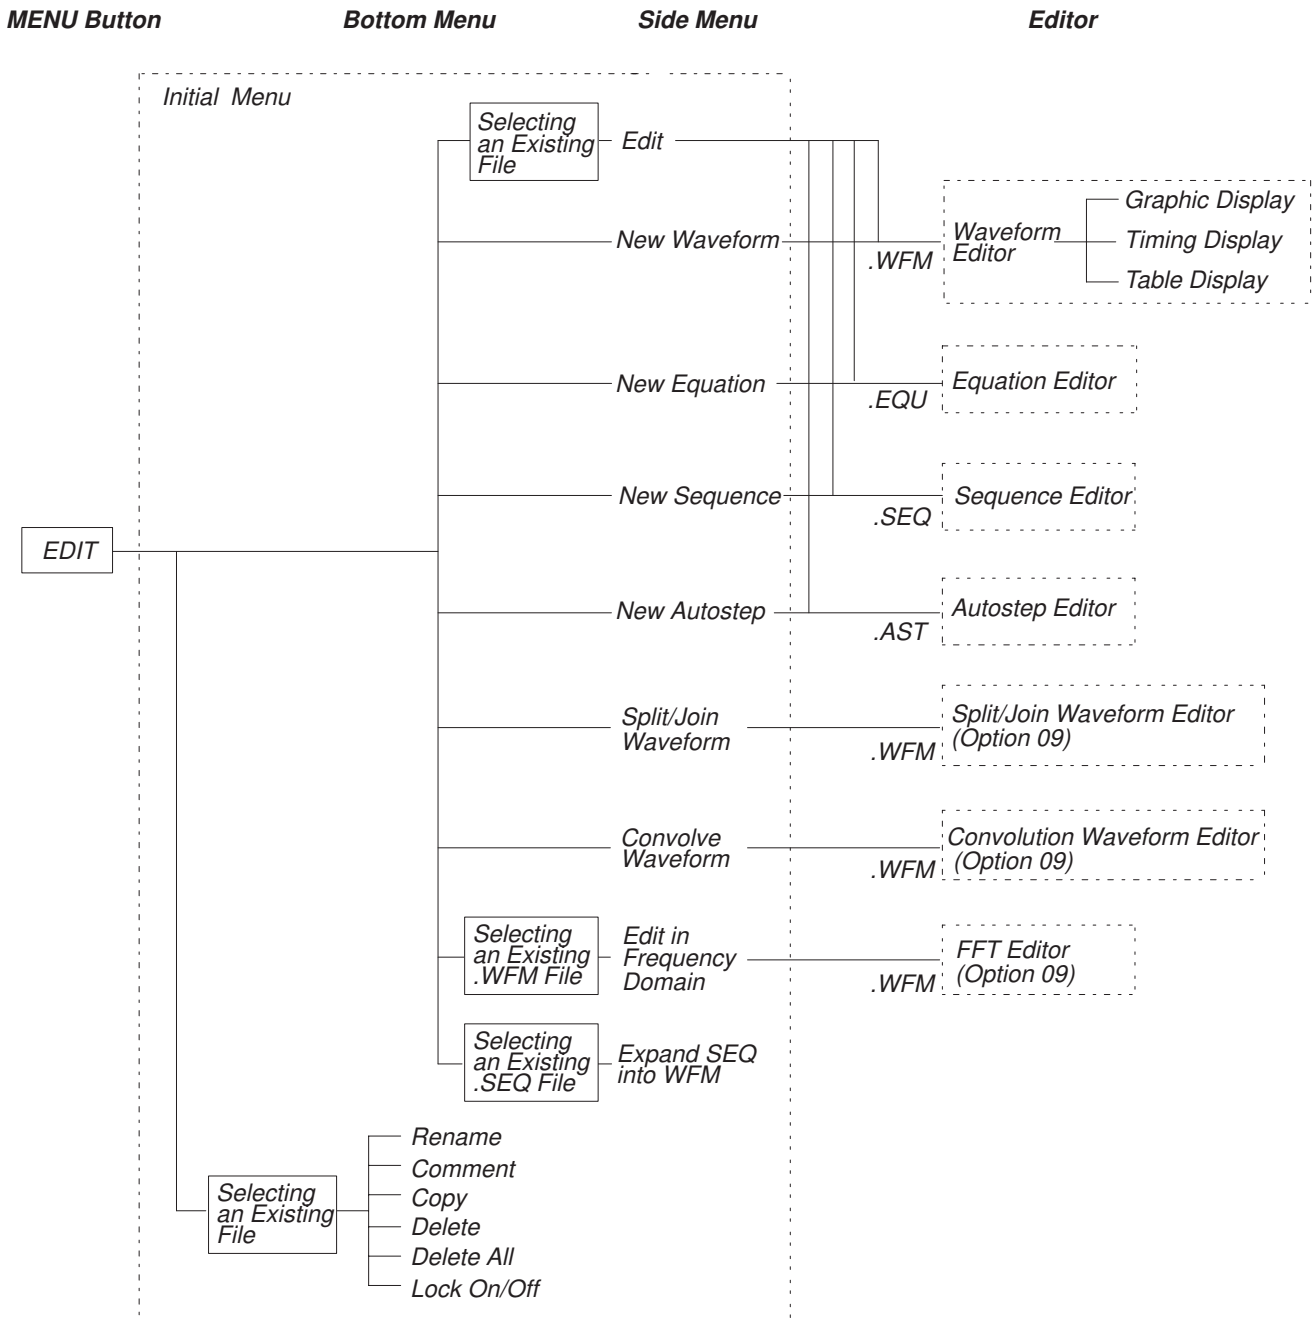 MENU Button
Bottom Menu
Side Menu
Editor
Initial Menu
Selecting
an Existing
File
Edit
New Waveform
.WFM
Waveform
Editor
Graphic Display
Timing Display
Table Display
New Equation
.EQU
Equation Editor
New Sequence
.SEQ
Sequence Editor
EDIT
New Autostep
.AST
Autostep Editor
Split/Join
Waveform
.WFM
Split/Join Waveform Editor
(Option 09)
Convolve
Waveform
.WFM
Convolution Waveform Editor
(Option 09)
Selecting
an Existing
.WFM File
Edit in
Frequency
Domain
.WFM
FFT Editor
(Option 09)
Selecting
an Existing
.SEQ File
Expand SEQ
into WFM
Selecting
an Existing
File
Rename
Comment
Copy
Delete
Delete All
Lock On/Off